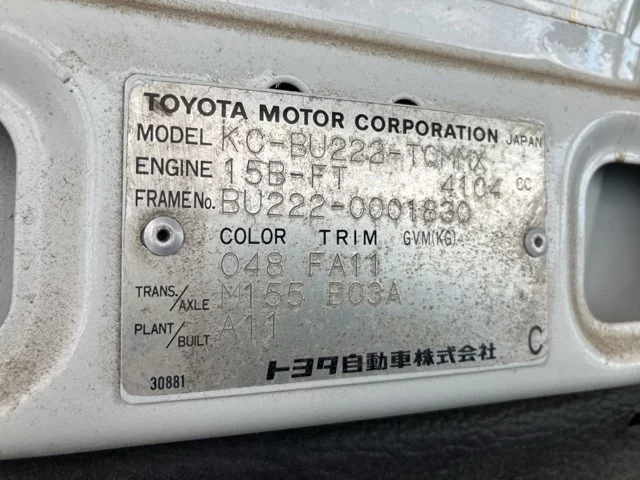 TOYOTA MOTOR CORPORATION JAPAN
MODEL KC-BU222-TQMMX
ENGINE 15B-FT 4104 CC
FRAME No. BU222-0001830
COLOR TRIM GVM(KG)
048 FA11
TRANS./AXLE M155 B03A
PLANT/BUILT A11
30881 トヨタ自動車株式会社 C